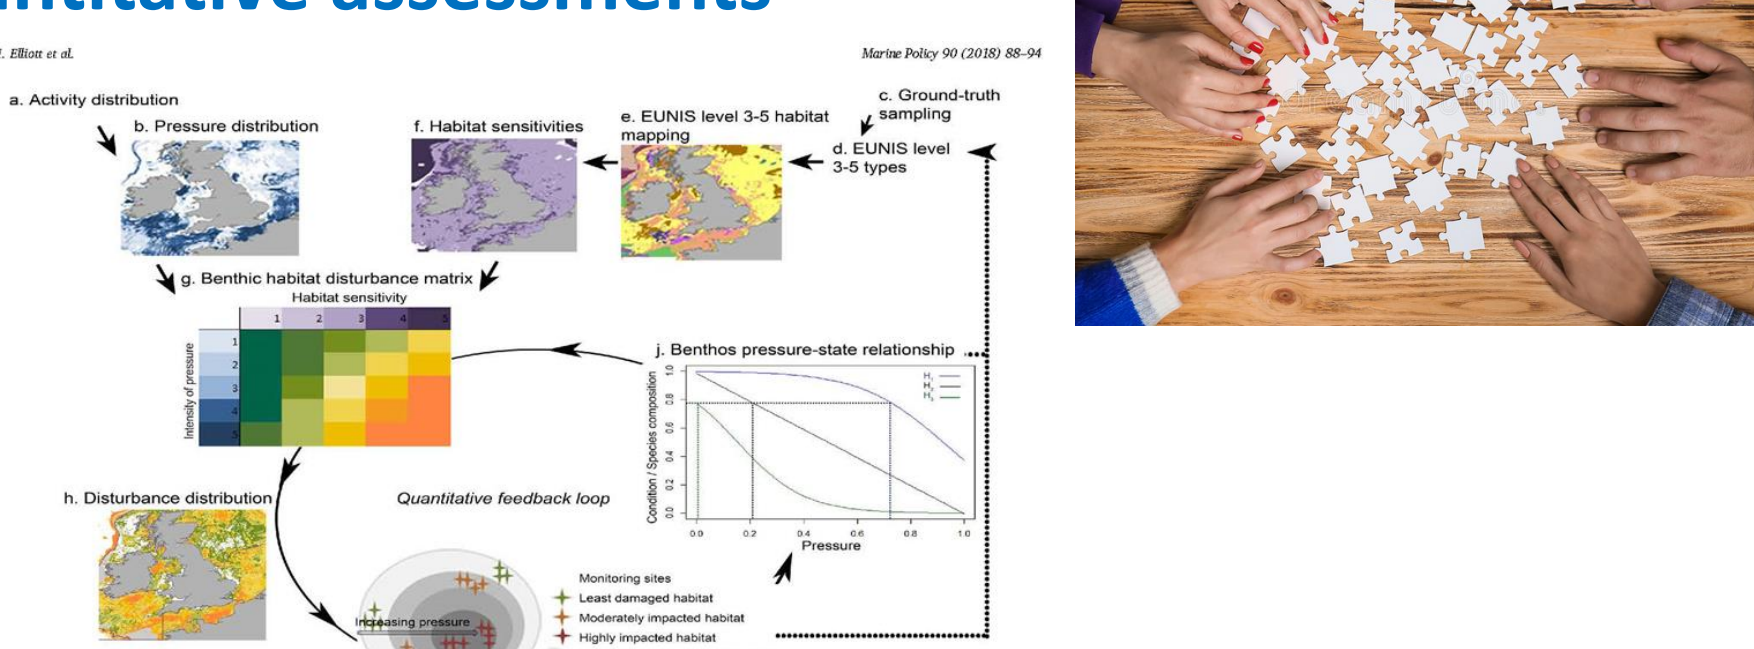 ntitative assessments
. Elliott et al.
Marine Policy 90 (2018) 88–94
a. Activity distribution
b. Pressure distribution
f. Habitat sensitivities
e. EUNIS level 3-5 habitat
mapping
c. Ground-truth
sampling
d. EUNIS level
3-5 types
g. Benthic habitat disturbance matrix
Habitat sensitivity
1 2 3 4 5
Intensity of pressure
1
2
3
4
5
j. Benthos pressure-state relationship
Condition / Species composition
1.0
0.8
0.6
0.4
0.2
0.0
H
H
H
0.0 0.2 0.4 0.6 0.8 1.0
Pressure
h. Disturbance distribution
Quantitative feedback loop
Increasing pressure
Monitoring sites
Least damaged habitat
Moderately impacted habitat
Highly impacted habitat